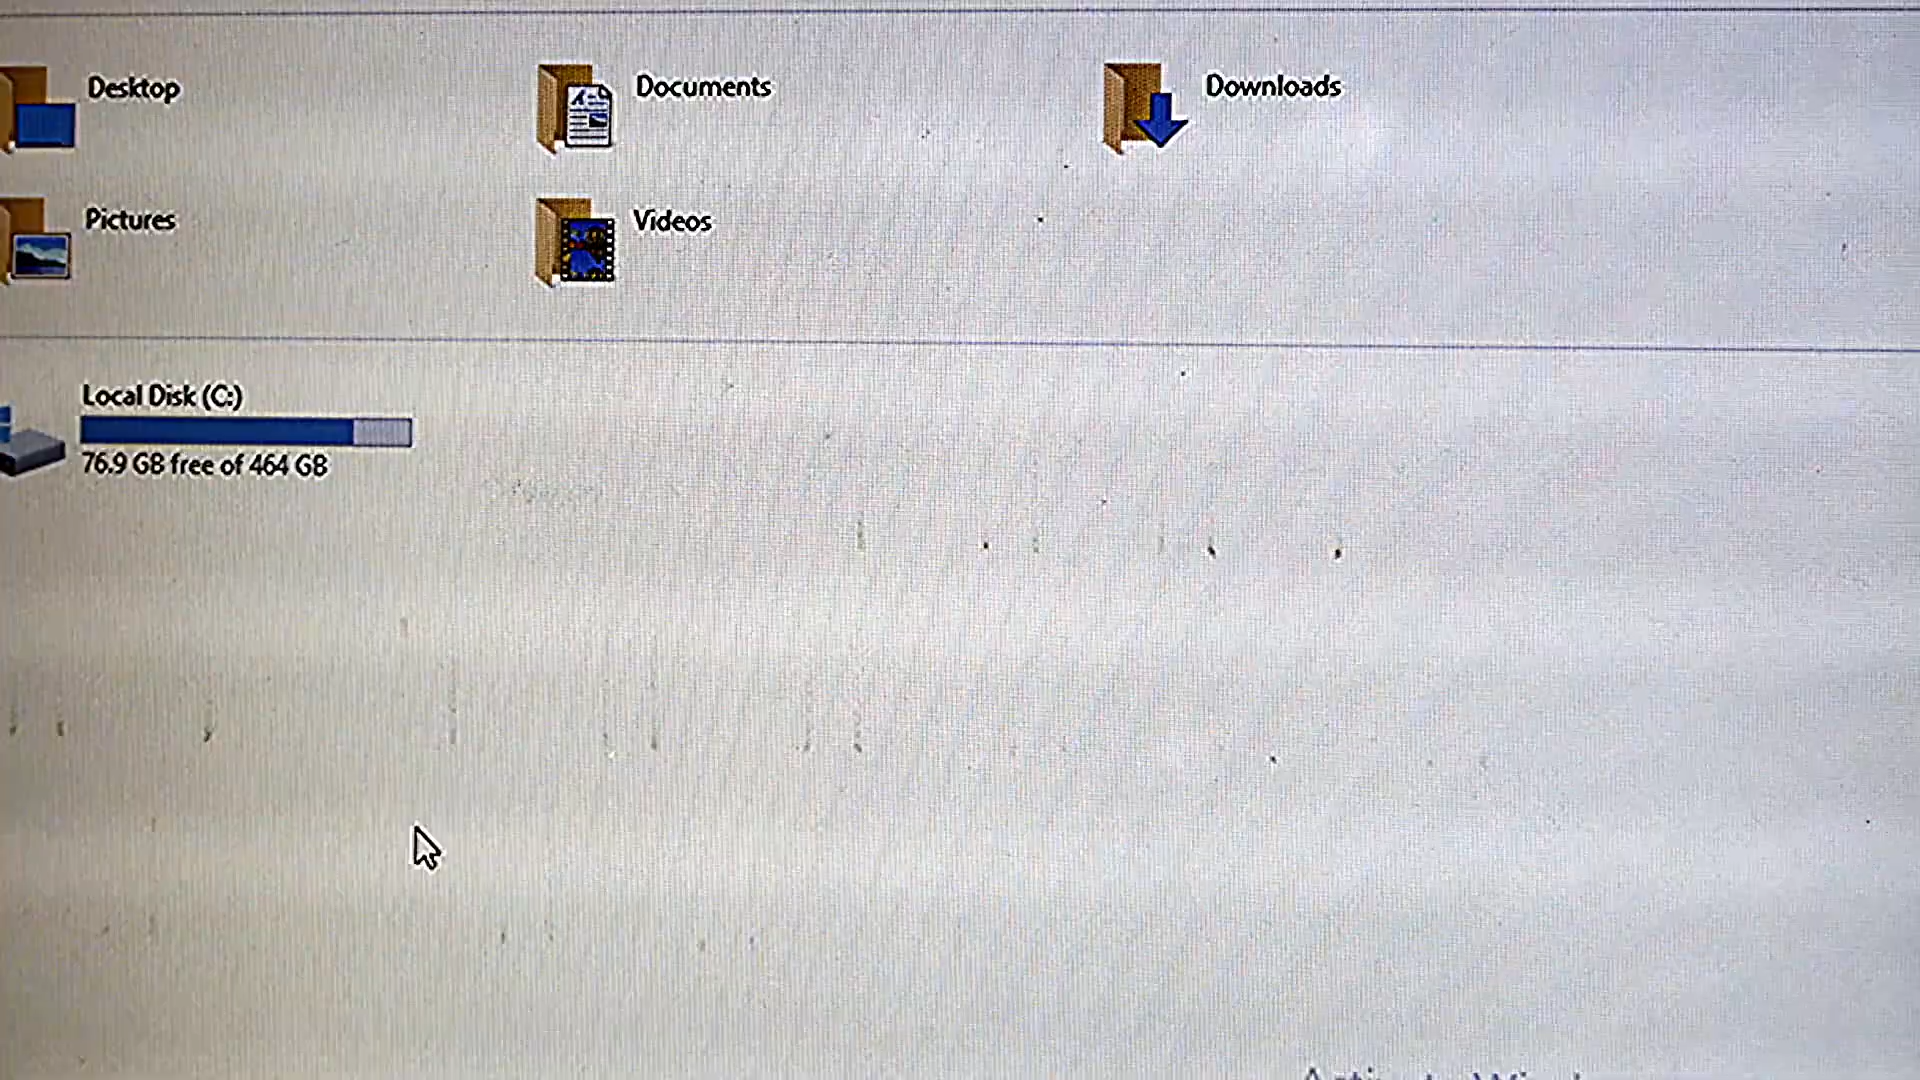 Desktop
Documents
Downloads
Pictures
Videos
Local Disk (C:)
76.9 GB free of 464 GB